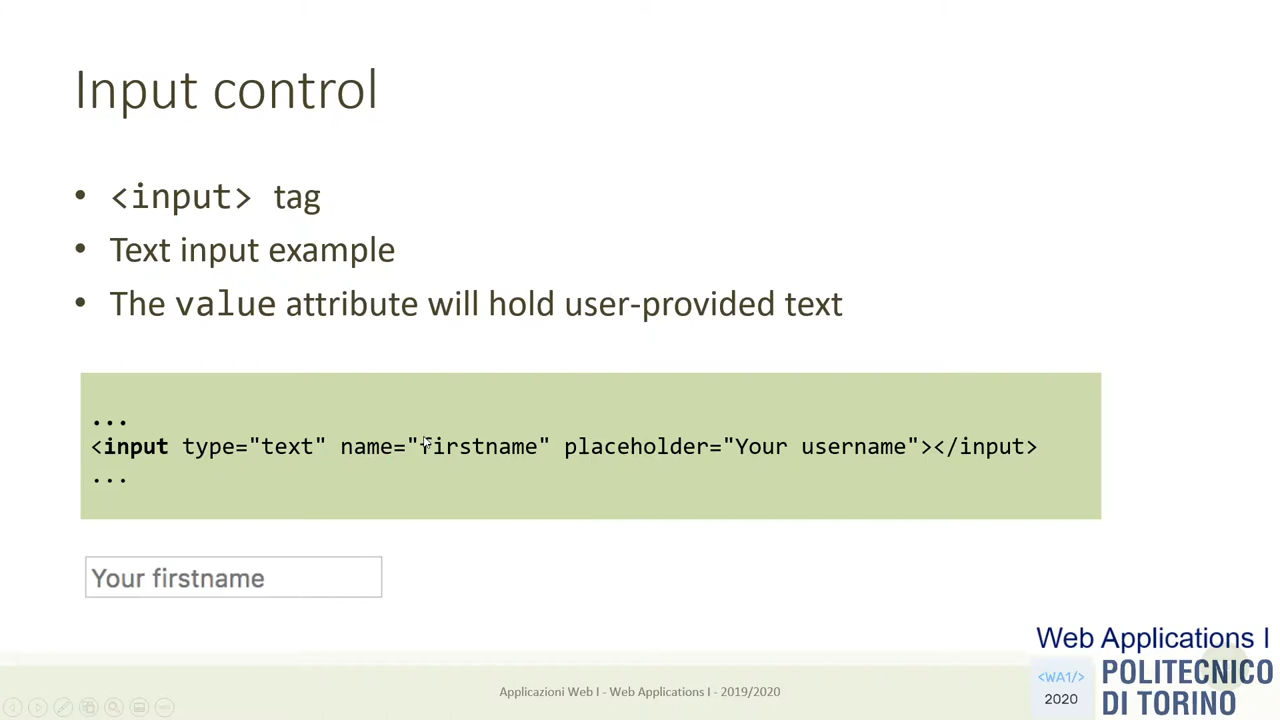 Input control
• <input> tag
• Text input example
• The value attribute will hold user-provided text
...
<input type="text" name="firstname" placeholder="Your username"></input>
...
Your firstname
Web Applications I
Applicazioni Web I - Web Applications I - 2019/2020
<WA1/>
2020
POLITECNICO
DI TORINO